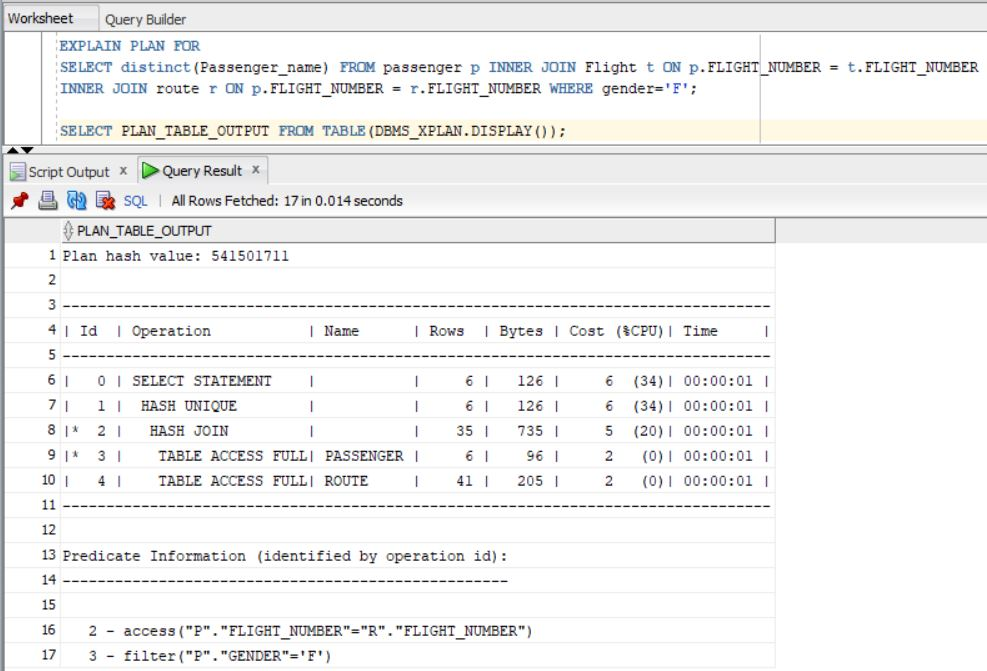 Worksheet Query Builder
EXPLAIN PLAN FOR
SELECT distinct(Passenger_name) FROM passenger p INNER JOIN Flight t ON p.FLIGHT_NUMBER = t.FLIGHT_NUMBER
INNER JOIN route r ON p.FLIGHT_NUMBER = r.FLIGHT_NUMBER WHERE gender='F';
SELECT PLAN_TABLE_OUTPUT FROM TABLE(DBMS_XPLAN.DISPLAY());
Script Output x Query Result x
SQL | All Rows Fetched: 17 in 0.014 seconds
PLAN_TABLE_OUTPUT
1 Plan hash value: 541501711
2
3 -------------------------------------------------------------------------------------
4 | Id | Operation | Name | Rows | Bytes | Cost (%CPU)| Time |
5 -------------------------------------------------------------------------------------
6 | 0 | SELECT STATEMENT | | 6 | 126 | 6 (34)| 00:00:01 |
7 | 1 | HASH UNIQUE | | 6 | 126 | 6 (34)| 00:00:01 |
8 |* 2 | HASH JOIN | | 35 | 735 | 5 (20)| 00:00:01 |
9 |* 3 | TABLE ACCESS FULL| PASSENGER | 6 | 96 | 2 (0)| 00:00:01 |
10 | 4 | TABLE ACCESS FULL| ROUTE | 41 | 205 | 2 (0)| 00:00:01 |
11 -------------------------------------------------------------------------------------
12
13 Predicate Information (identified by operation id):
14 ---------------------------------------------------
15
16 2 - access("P"."FLIGHT_NUMBER"="R"."FLIGHT_NUMBER")
17 3 - filter("P"."GENDER"='F')